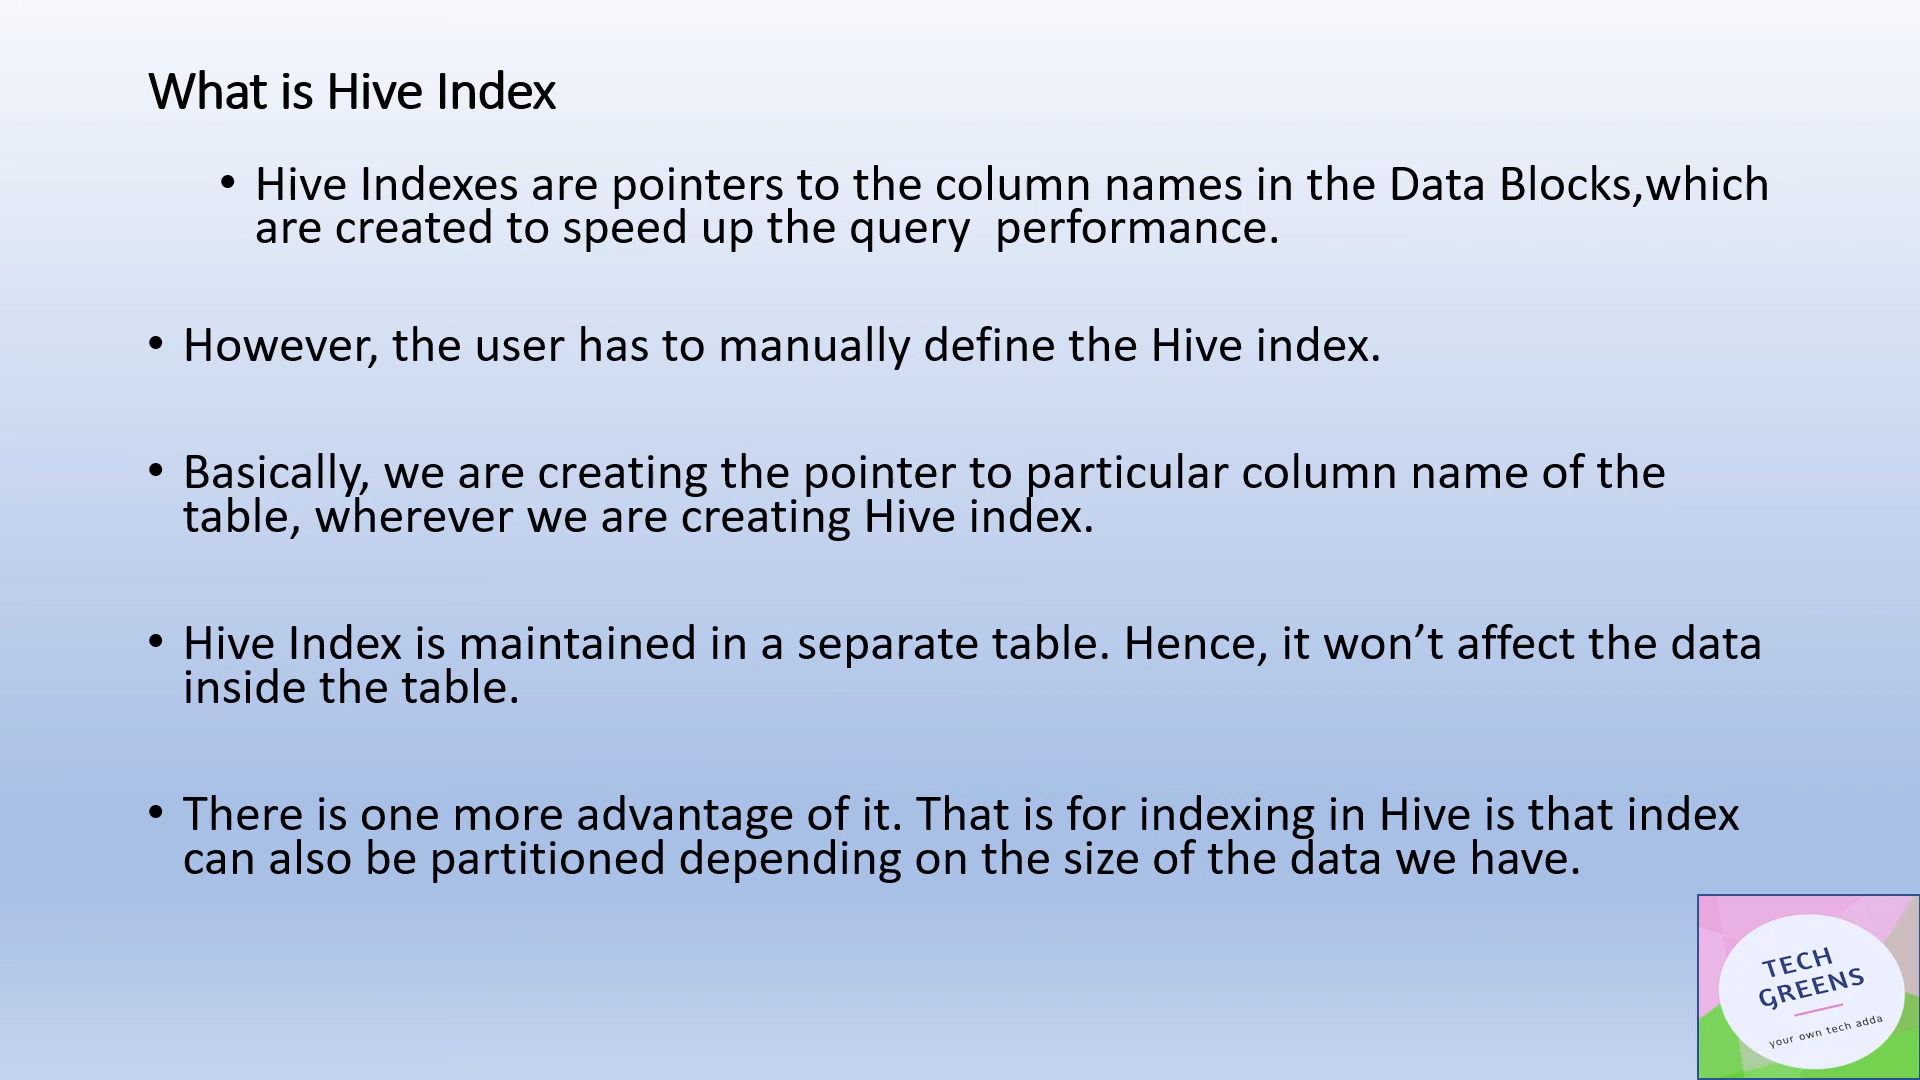 What is Hive Index
• Hive Indexes are pointers to the column names in the Data Blocks,which
are created to speed up the query  performance.
• However, the user has to manually define the Hive index.
• Basically, we are creating the pointer to particular column name of the
table, wherever we are creating Hive index.
• Hive Index is maintained in a separate table. Hence, it won’t affect the data
inside the table.
• There is one more advantage of it. That is for indexing in Hive is that index
can also be partitioned depending on the size of the data we have.
TECH
GREENS
your own tech adda